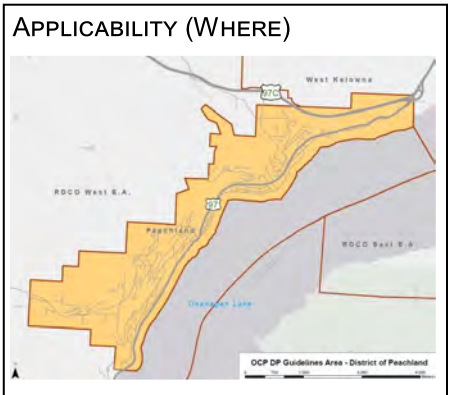 APPLICABILITY (WHERE)
West Kelowna
97C
RDCO West E.A.
97
Peachland
RDCO East E.A.
Okanagan Lake
OCP DP Guidelines Area - District of Peachland